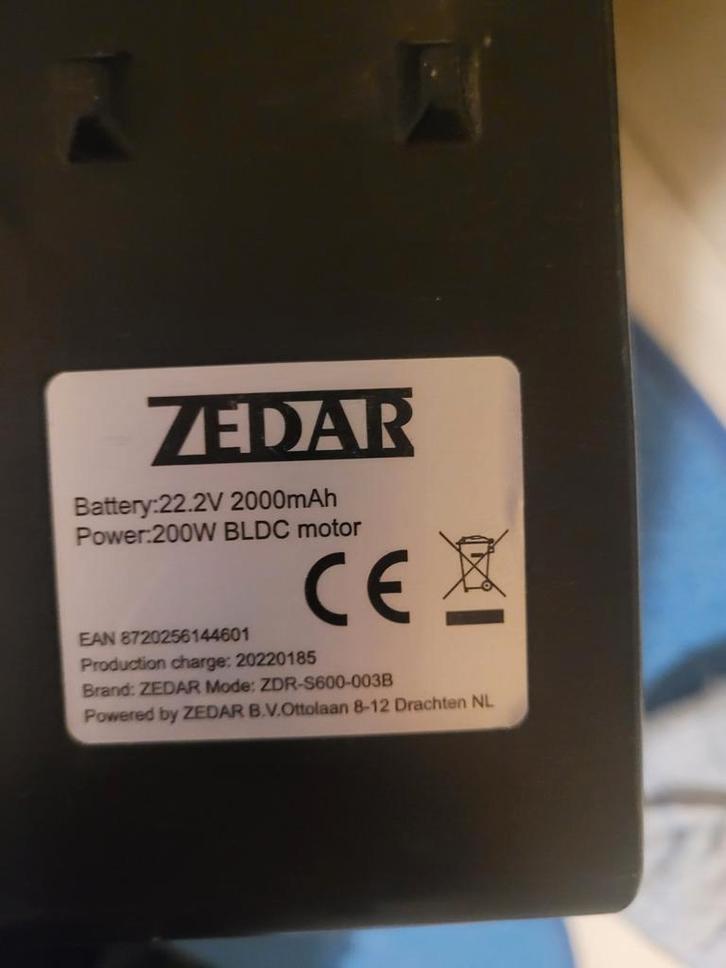 ZEDAR
Battery:22.2V 2000mAh
Power:200W BLDC motor
CE
EAN 8720256144601
Production charge: 20220185
Brand: ZEDAR Mode: ZDR-S600-003B
Powered by ZEDAR B.V.Ottolaan 8-12 Drachten NL